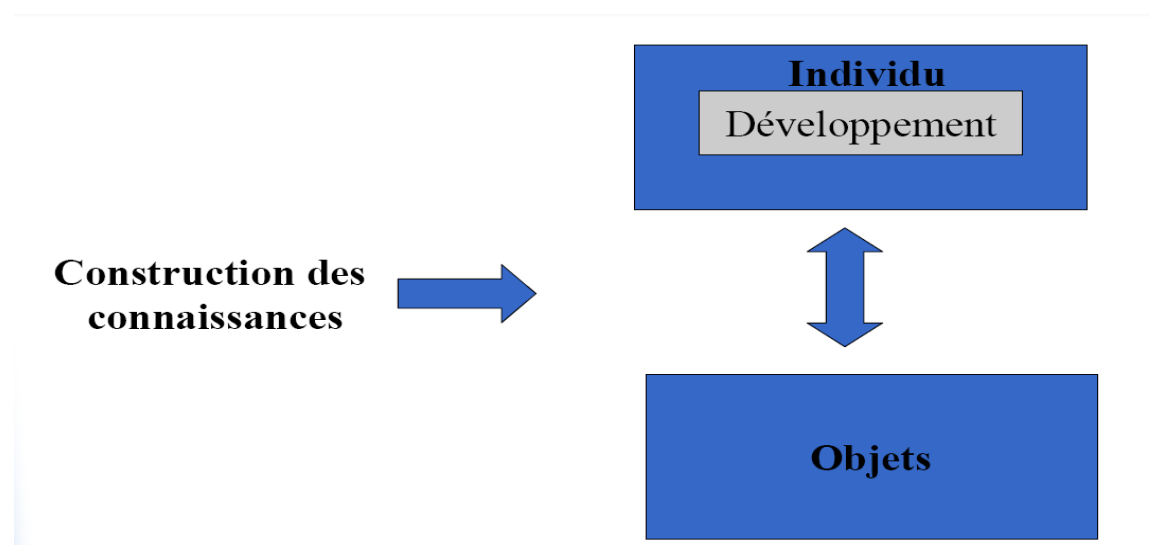 Individu
Développement
Construction des
connaissances
Objets